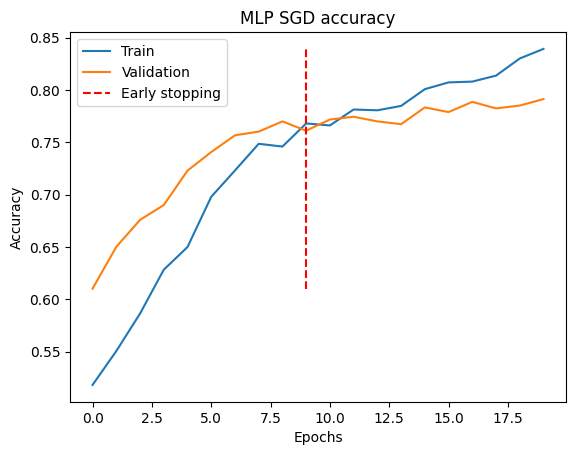 MLP SGD accuracy
Train
Validation
Early stopping
Accuracy
0.85
0.80
0.75
0.70
0.65
0.60
0.55
0.0 2.5 5.0 7.5 10.0 12.5 15.0 17.5
Epochs